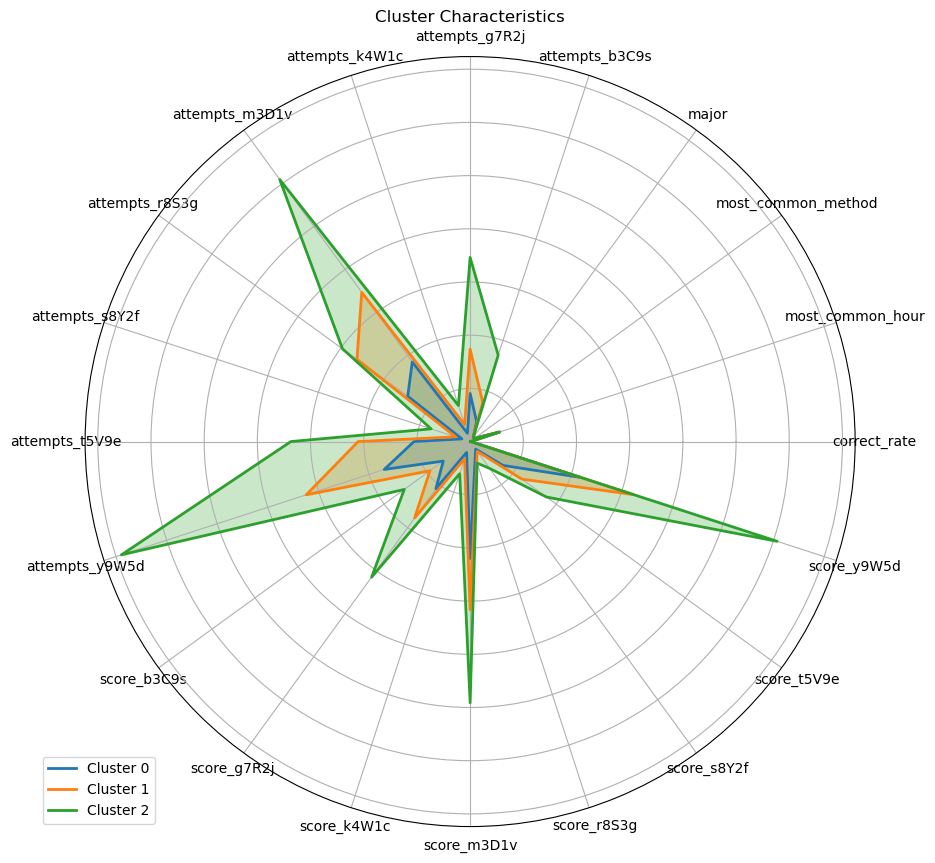 Cluster Characteristics
attempts_g7R2j
attempts_k4W1c
attempts_b3C9s
attempts_m3D1v
major
attempts_r8S3g
most_common_method
attempts_s8Y2f
most_common_hour
attempts_t5V9e
correct_rate
attempts_y9W5d
score_y9W5d
score_b3C9s
score_t5V9e
score_g7R2j
score_s8Y2f
score_k4W1c
score_r8S3g
score_m3D1v
Cluster 0
Cluster 1
Cluster 2